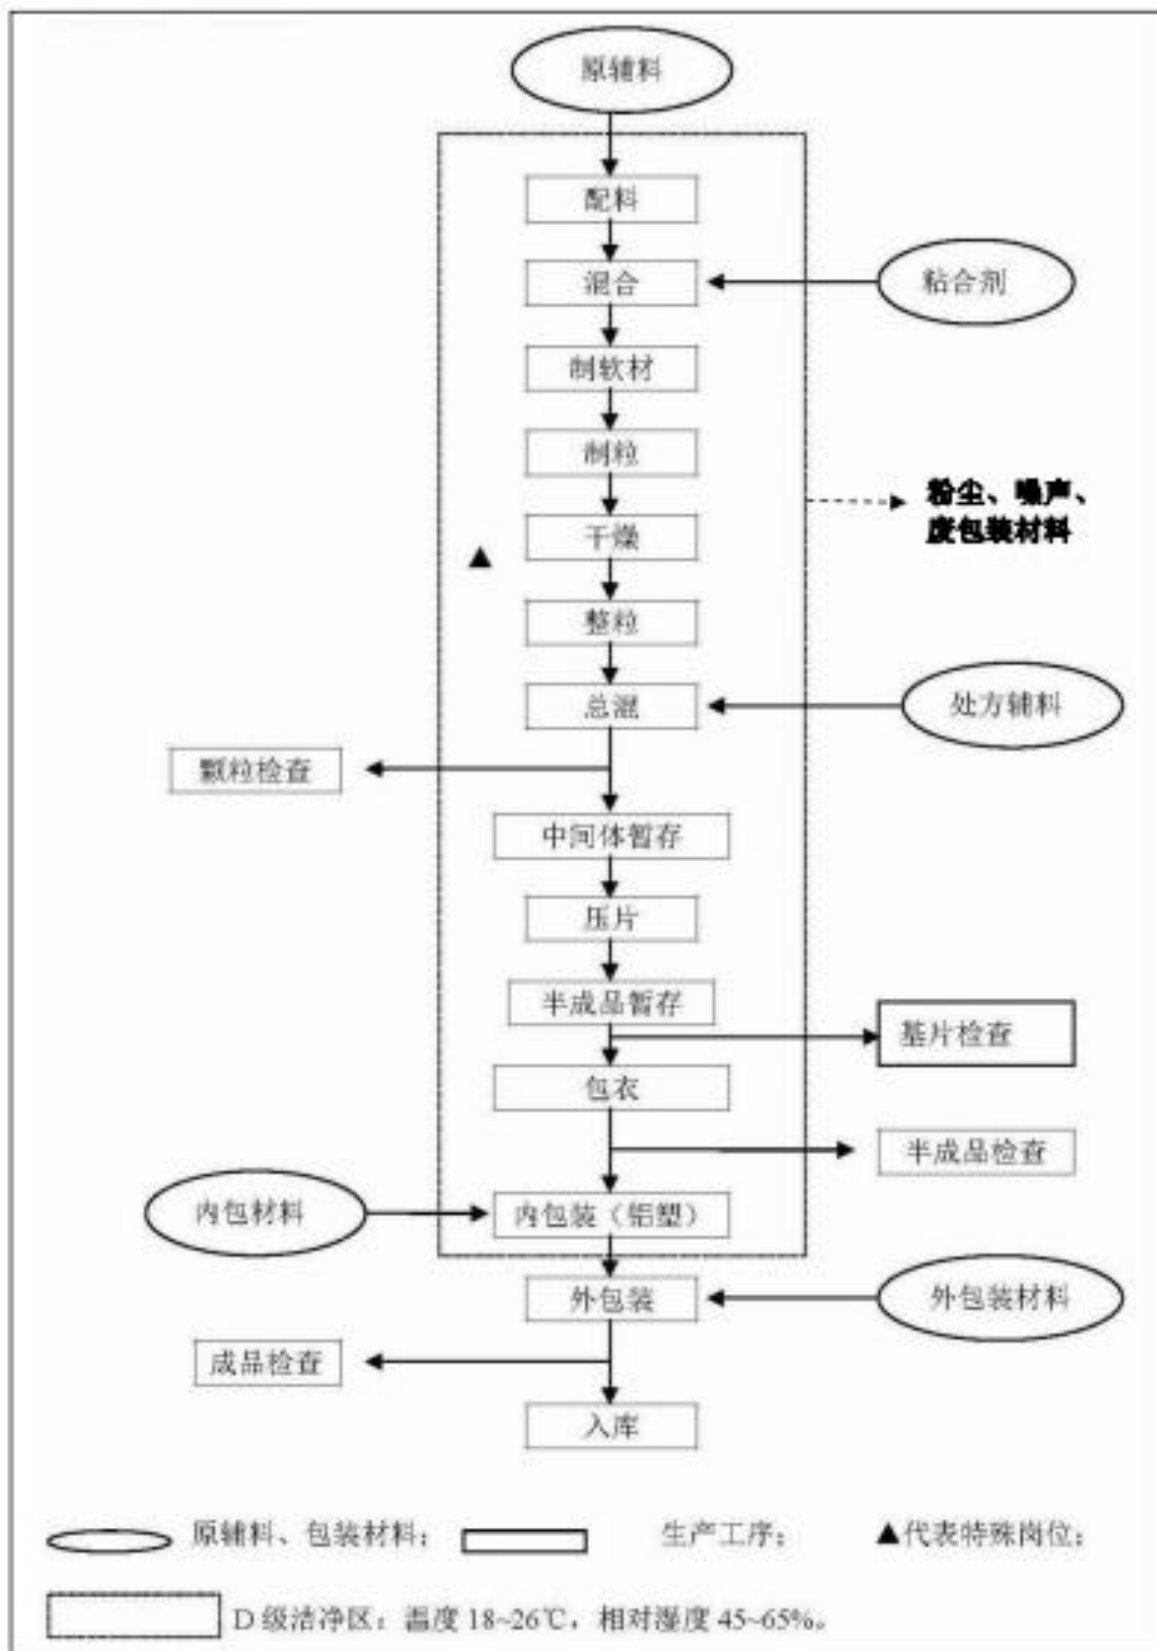 原辅料
配料
混合
粘合剂
制软材
制粒
粉尘、噪声、
废包装材料
干燥
▲
整粒
总混
处方辅料
颗粒检查
中间体暂存
压片
半成品暂存
基片检查
包衣
半成品检查
内包材料
内包装（铝塑）
外包装
外包装材料
成品检查
入库
原辅料、包装材料；
生产工序；
▲代表特殊岗位；
D 级洁净区：温度 18~26℃，相对湿度 45~65%。